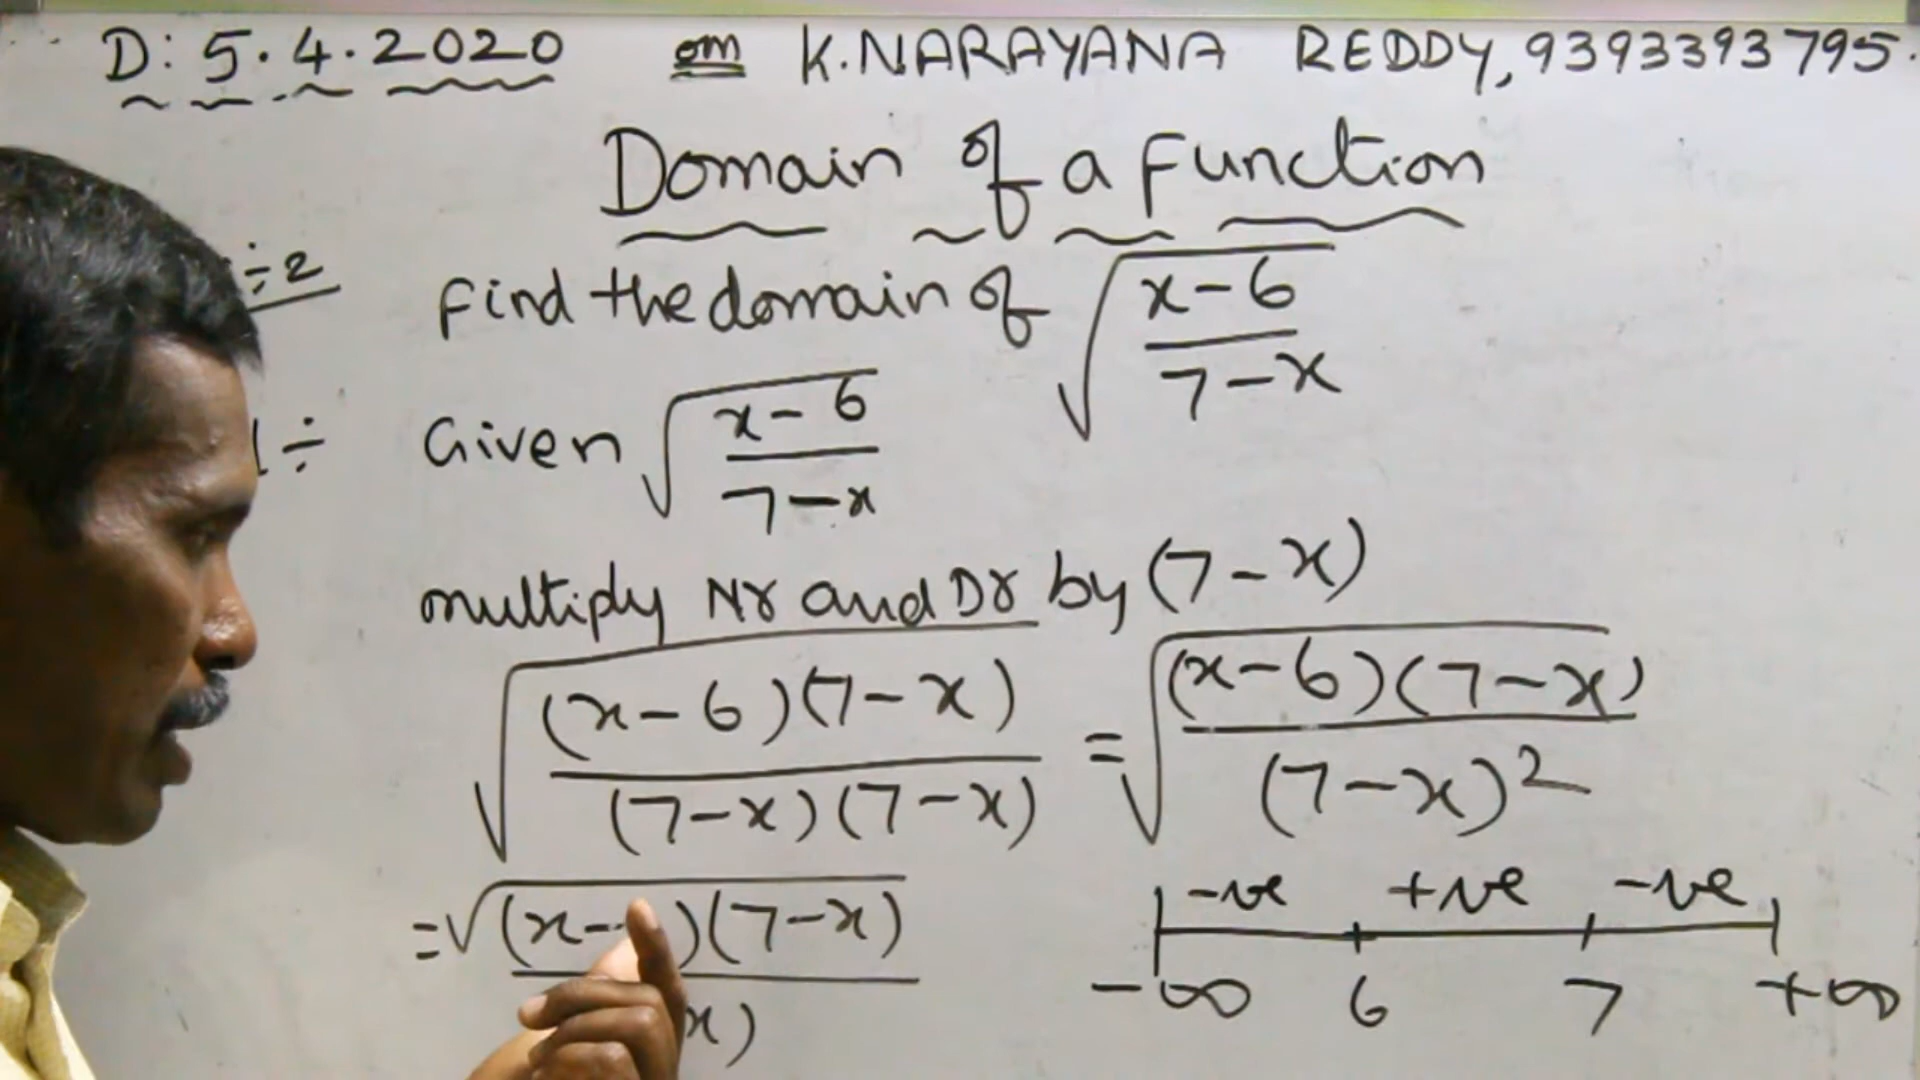 D: 5.4.2020 om K.NARAYANA REDDY, 9393393795.
Domain of a function
÷2 find the domain of √((x-6)/(7-x))
÷ Given √((x-6)/(7-x))
multiply Nr and Dr by (7-x)
√((x-6)(7-x)/(7-x)(7-x)) = √((x-6)(7-x)/(7-x)²)
-ve +ve -ve
= √(x- )(7-x)
-∞ 6 7 +∞
x)